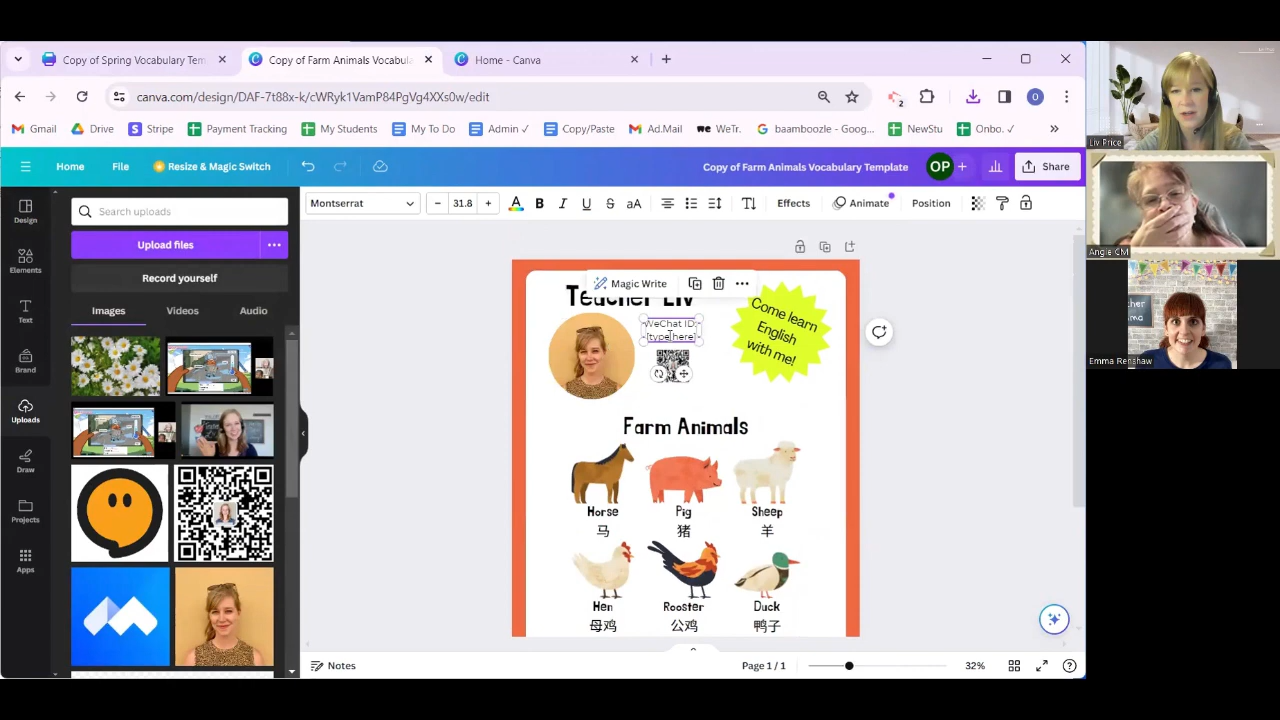 Copy of Spring Vocabulary Tem
Copy of Farm Animals Vocabula
Home - Canva
canva.com/design/DAF-7t88x-k/cWRyk1VamP84PgVg4XXs0w/edit
2
O
Gmail
Drive
Stripe
Payment Tracking
My Students
My To Do
Admin ✓
Copy/Paste
Ad.Mail
WeTr.
baamboozle - Goog...
NewStu
Onbo. ✓
Home
File
Resize & Magic Switch
Copy of Farm Animals Vocabulary Template
OP
Share
Design
Elements
Text
Brand
Uploads
Draw
Projects
Apps
Search uploads
Upload files
Record yourself
Images
Videos
Audio
Montserrat
31.8
A
B
I
U
S
aA
Effects
Animate
Position
Magic Write
Teacher Liv
WeChat ID:
[type here]
Come learn
English
with me!
Farm Animals
Horse
Pig
Sheep
马
猪
羊
Hen
Rooster
Duck
母鸡
公鸡
鸭子
Notes
Page 1 / 1
32%
Liv Price
Angie CM
Emma Renshaw